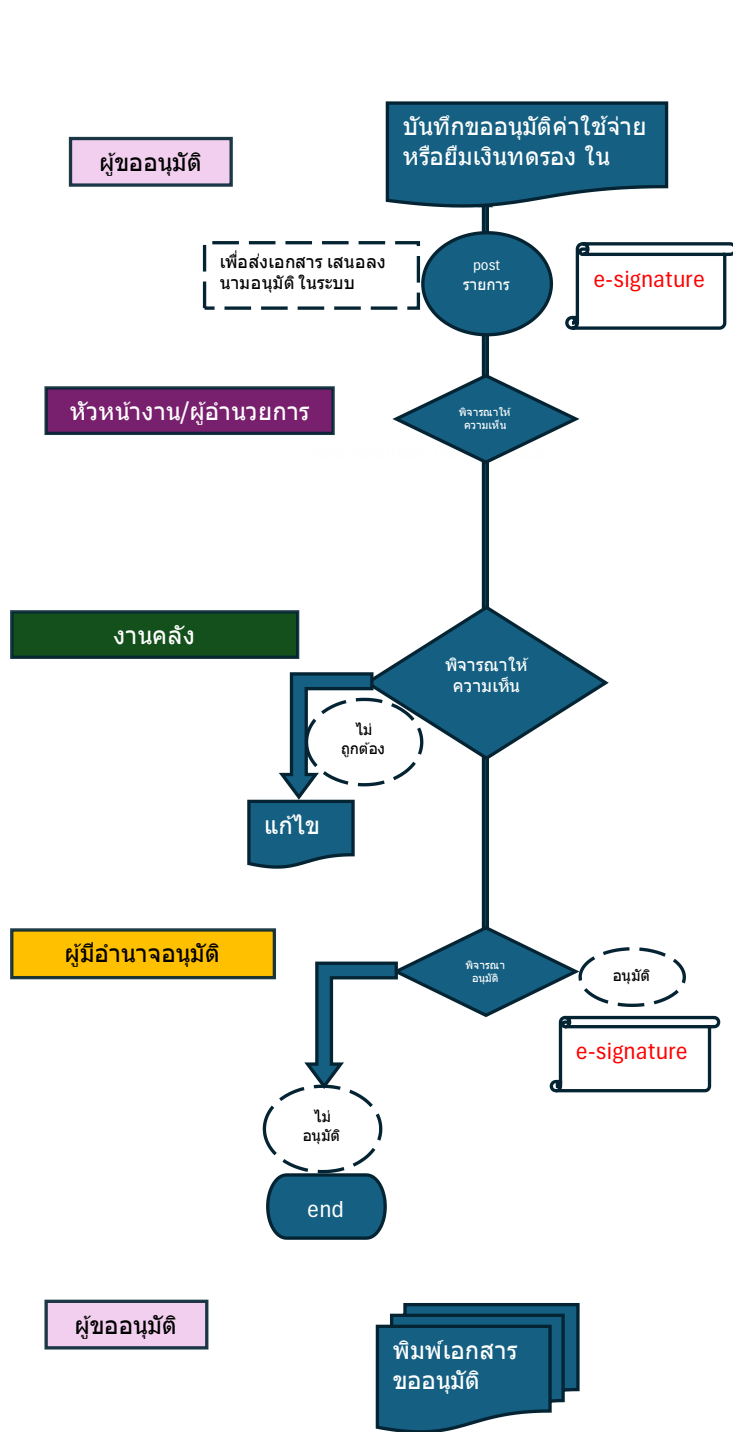 บันทึกขออนุมัติค่าใช้จ่าย
หรือยืมเงินทดรอง ใน
ผู้ขออนุมัติ
เพื่อส่งเอกสาร เสนอลง
นามอนุมัติ ในระบบ
post
รายการ
e-signature
หัวหน้างาน/ผู้อำนวยการ
พิจารณาให้
ความเห็น
งานคลัง
พิจารณาให้
ความเห็น
ไม่
ถูกต้อง
แก้ไข
ผู้มีอำนาจอนุมัติ
พิจารณา
อนุมัติ
อนุมัติ
e-signature
ไม่
อนุมัติ
end
ผู้ขออนุมัติ
พิมพ์เอกสาร
ขออนุมัติ